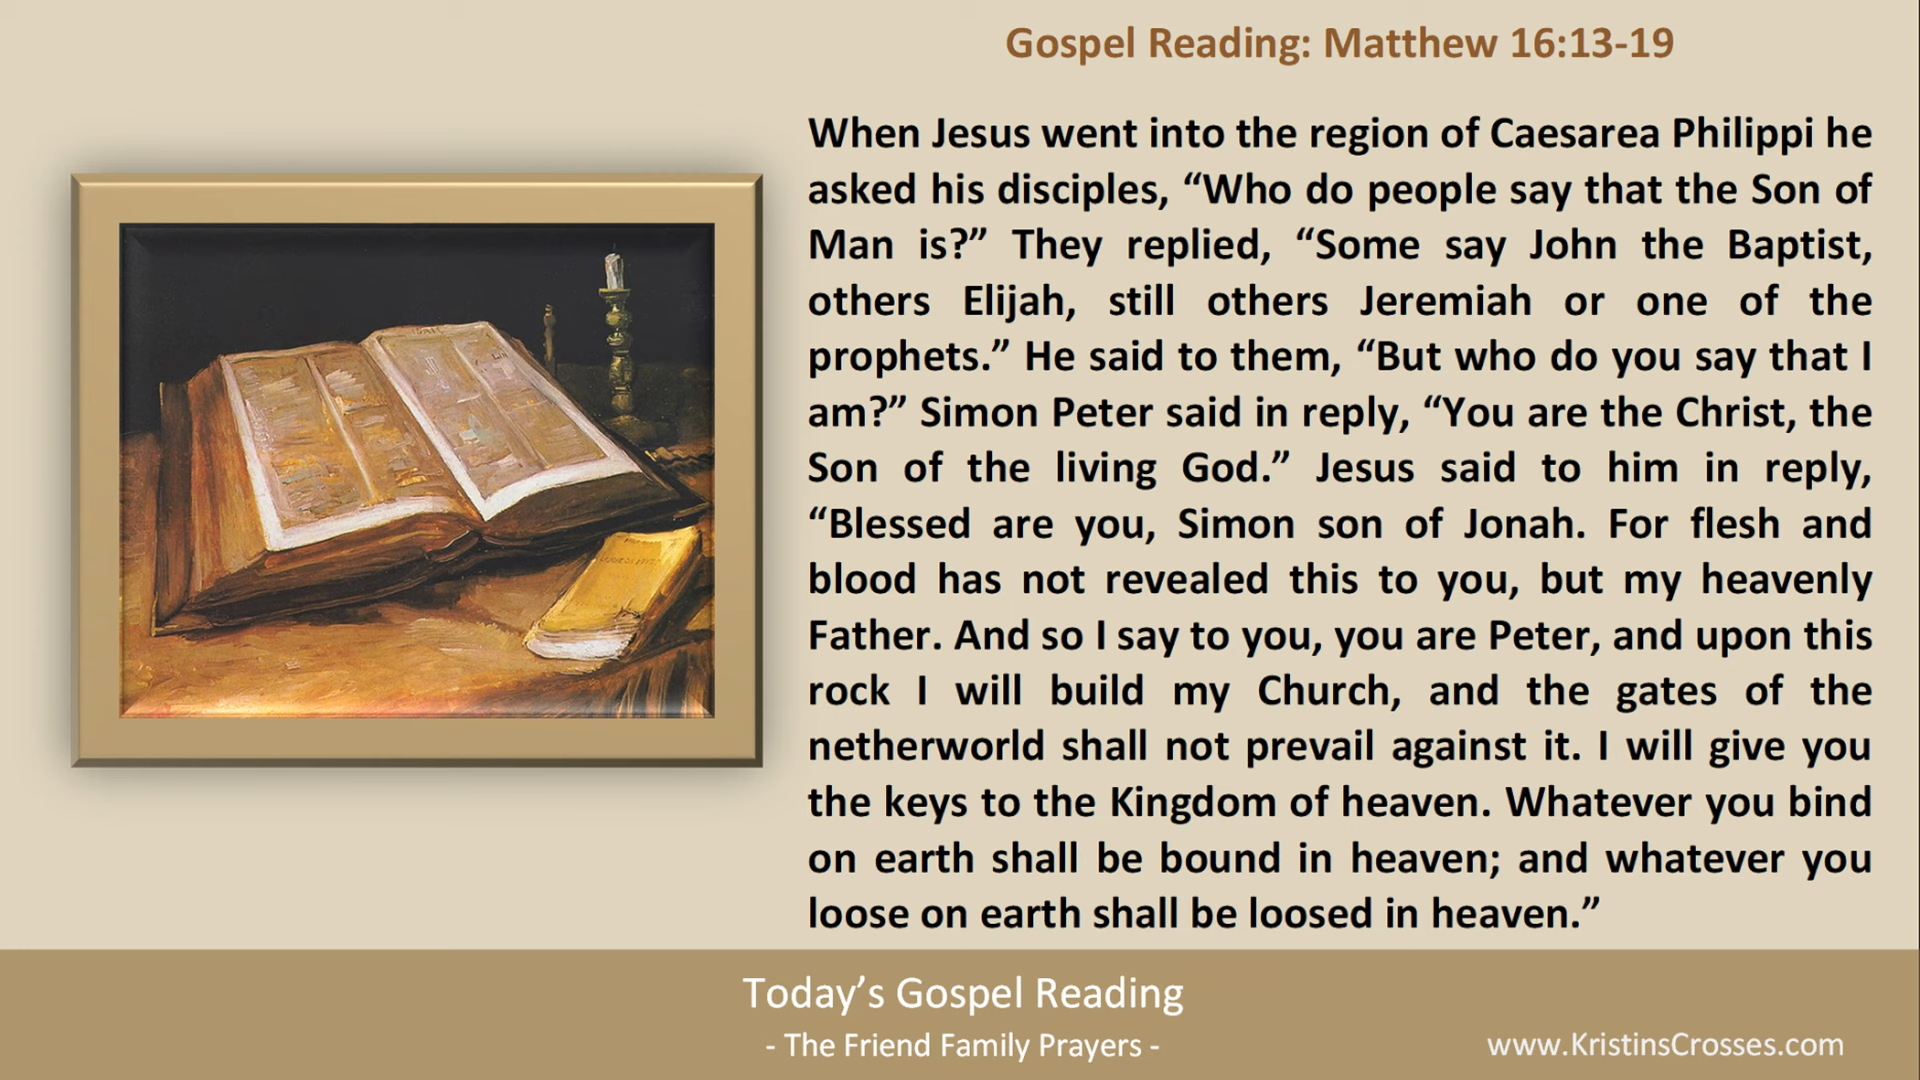 Gospel Reading: Matthew 16:13-19
When Jesus went into the region of Caesarea Philippi he
asked his disciples, “Who do people say that the Son of
Man is?” They replied, “Some say John the Baptist,
others Elijah, still others Jeremiah or one of the
prophets.” He said to them, “But who do you say that I
am?” Simon Peter said in reply, “You are the Christ, the
Son of the living God.” Jesus said to him in reply,
“Blessed are you, Simon son of Jonah. For flesh and
blood has not revealed this to you, but my heavenly
Father. And so I say to you, you are Peter, and upon this
rock I will build my Church, and the gates of the
netherworld shall not prevail against it. I will give you
the keys to the Kingdom of heaven. Whatever you bind
on earth shall be bound in heaven; and whatever you
loose on earth shall be loosed in heaven.”
Today’s Gospel Reading
- The Friend Family Prayers -
www.KristinsCrosses.com